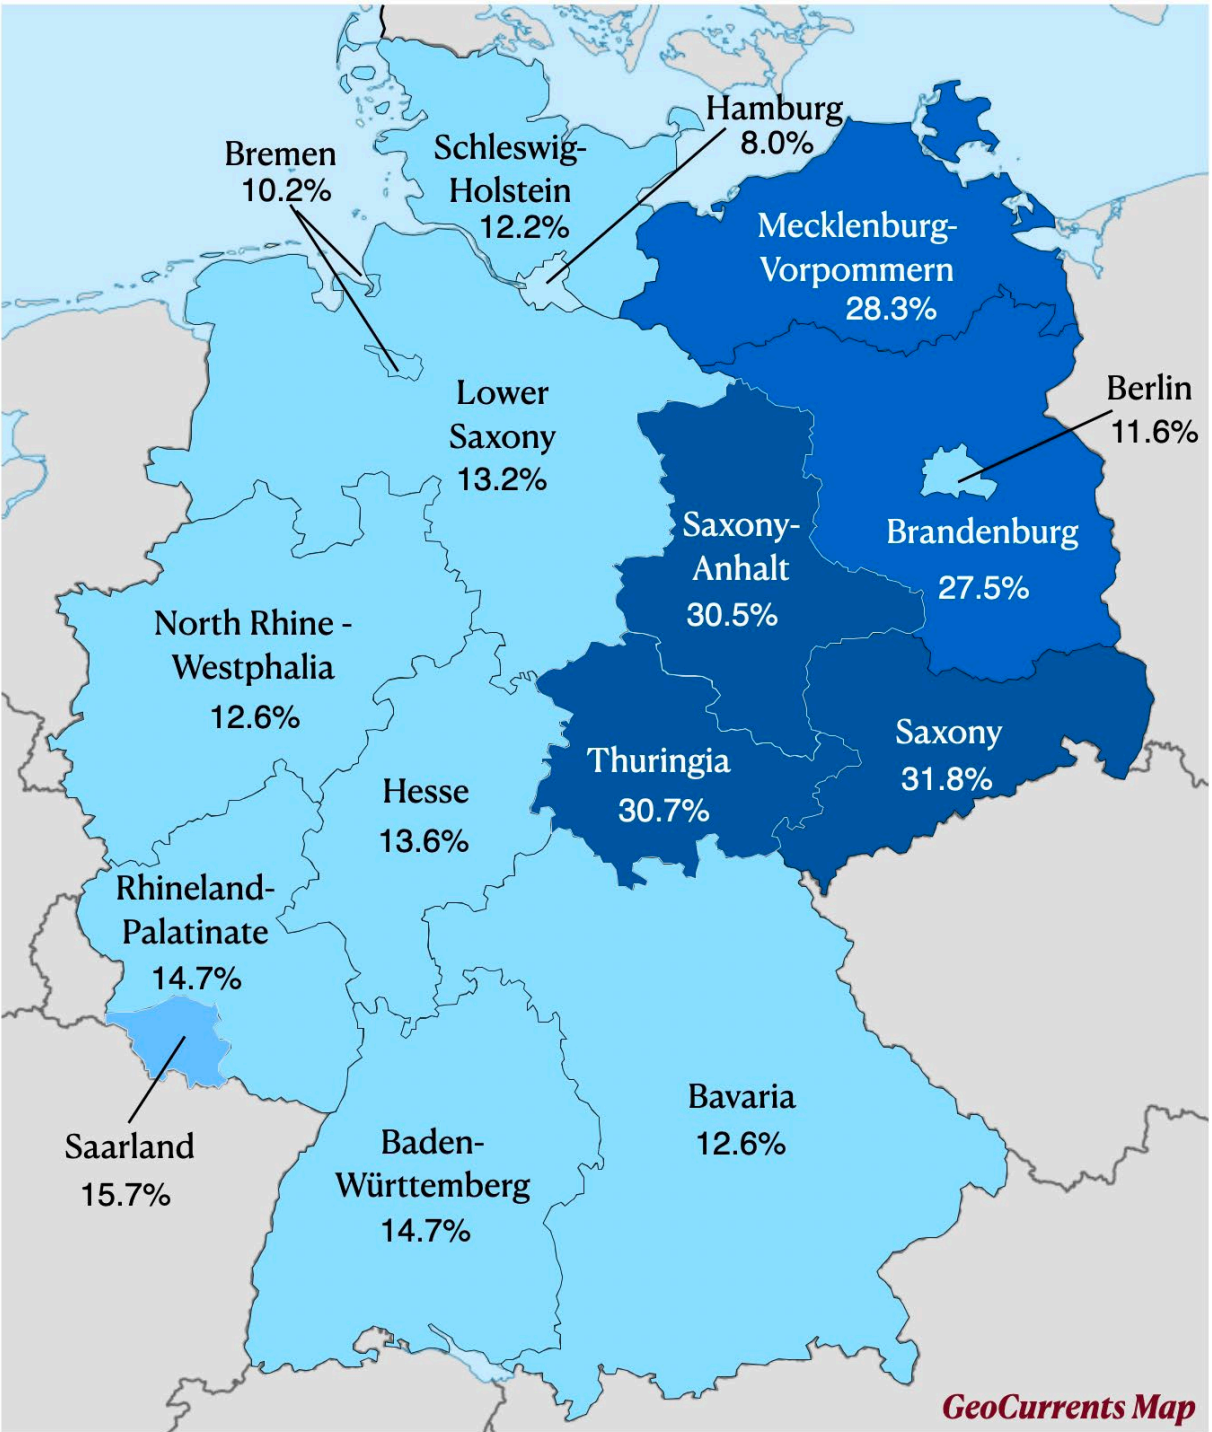 Hamburg
8.0%
Bremen
10.2%
Schleswig-
Holstein
12.2%
Mecklenburg-
Vorpommern
28.3%
Berlin
11.6%
Lower
Saxony
13.2%
Saxony-
Anhalt
30.5%
Brandenburg
27.5%
North Rhine -
Westphalia
12.6%
Saxony
31.8%
Thuringia
30.7%
Hesse
13.6%
Rhineland-
Palatinate
14.7%
Saarland
15.7%
Baden-
Württemberg
14.7%
Bavaria
12.6%
GeoCurrents Map